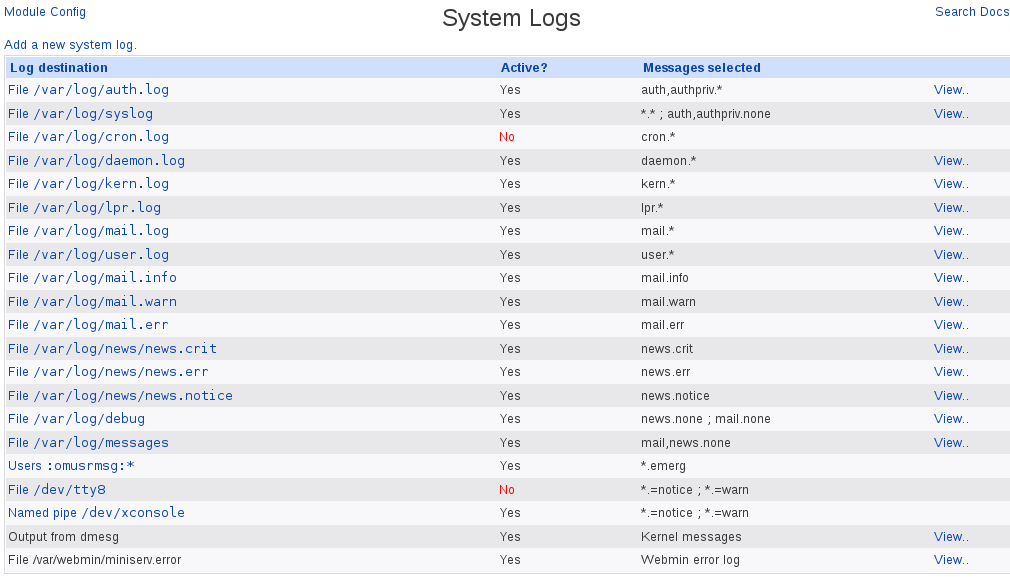 Module Config System Logs Search Docs
Add a new system log.
Log destination Active? Messages selected
File /var/log/auth.log Yes auth,authpriv.* View..
File /var/log/syslog Yes *.* ; auth,authpriv.none View..
File /var/log/cron.log No cron.*
File /var/log/daemon.log Yes daemon.* View..
File /var/log/kern.log Yes kern.* View..
File /var/log/lpr.log Yes lpr.* View..
File /var/log/mail.log Yes mail.* View..
File /var/log/user.log Yes user.* View..
File /var/log/mail.info Yes mail.info View..
File /var/log/mail.warn Yes mail.warn View..
File /var/log/mail.err Yes mail.err View..
File /var/log/news/news.crit Yes news.crit View..
File /var/log/news/news.err Yes news.err View..
File /var/log/news/news.notice Yes news.notice View..
File /var/log/debug Yes news.none ; mail.none View..
File /var/log/messages Yes mail,news.none View..
Users :omusrmsg:* Yes *.emerg
File /dev/tty8 No *.=notice ; *.=warn
Named pipe /dev/xconsole Yes *.=notice ; *.=warn
Output from dmesg Yes Kernel messages View..
File /var/webmin/miniserv.error Yes Webmin error log View..